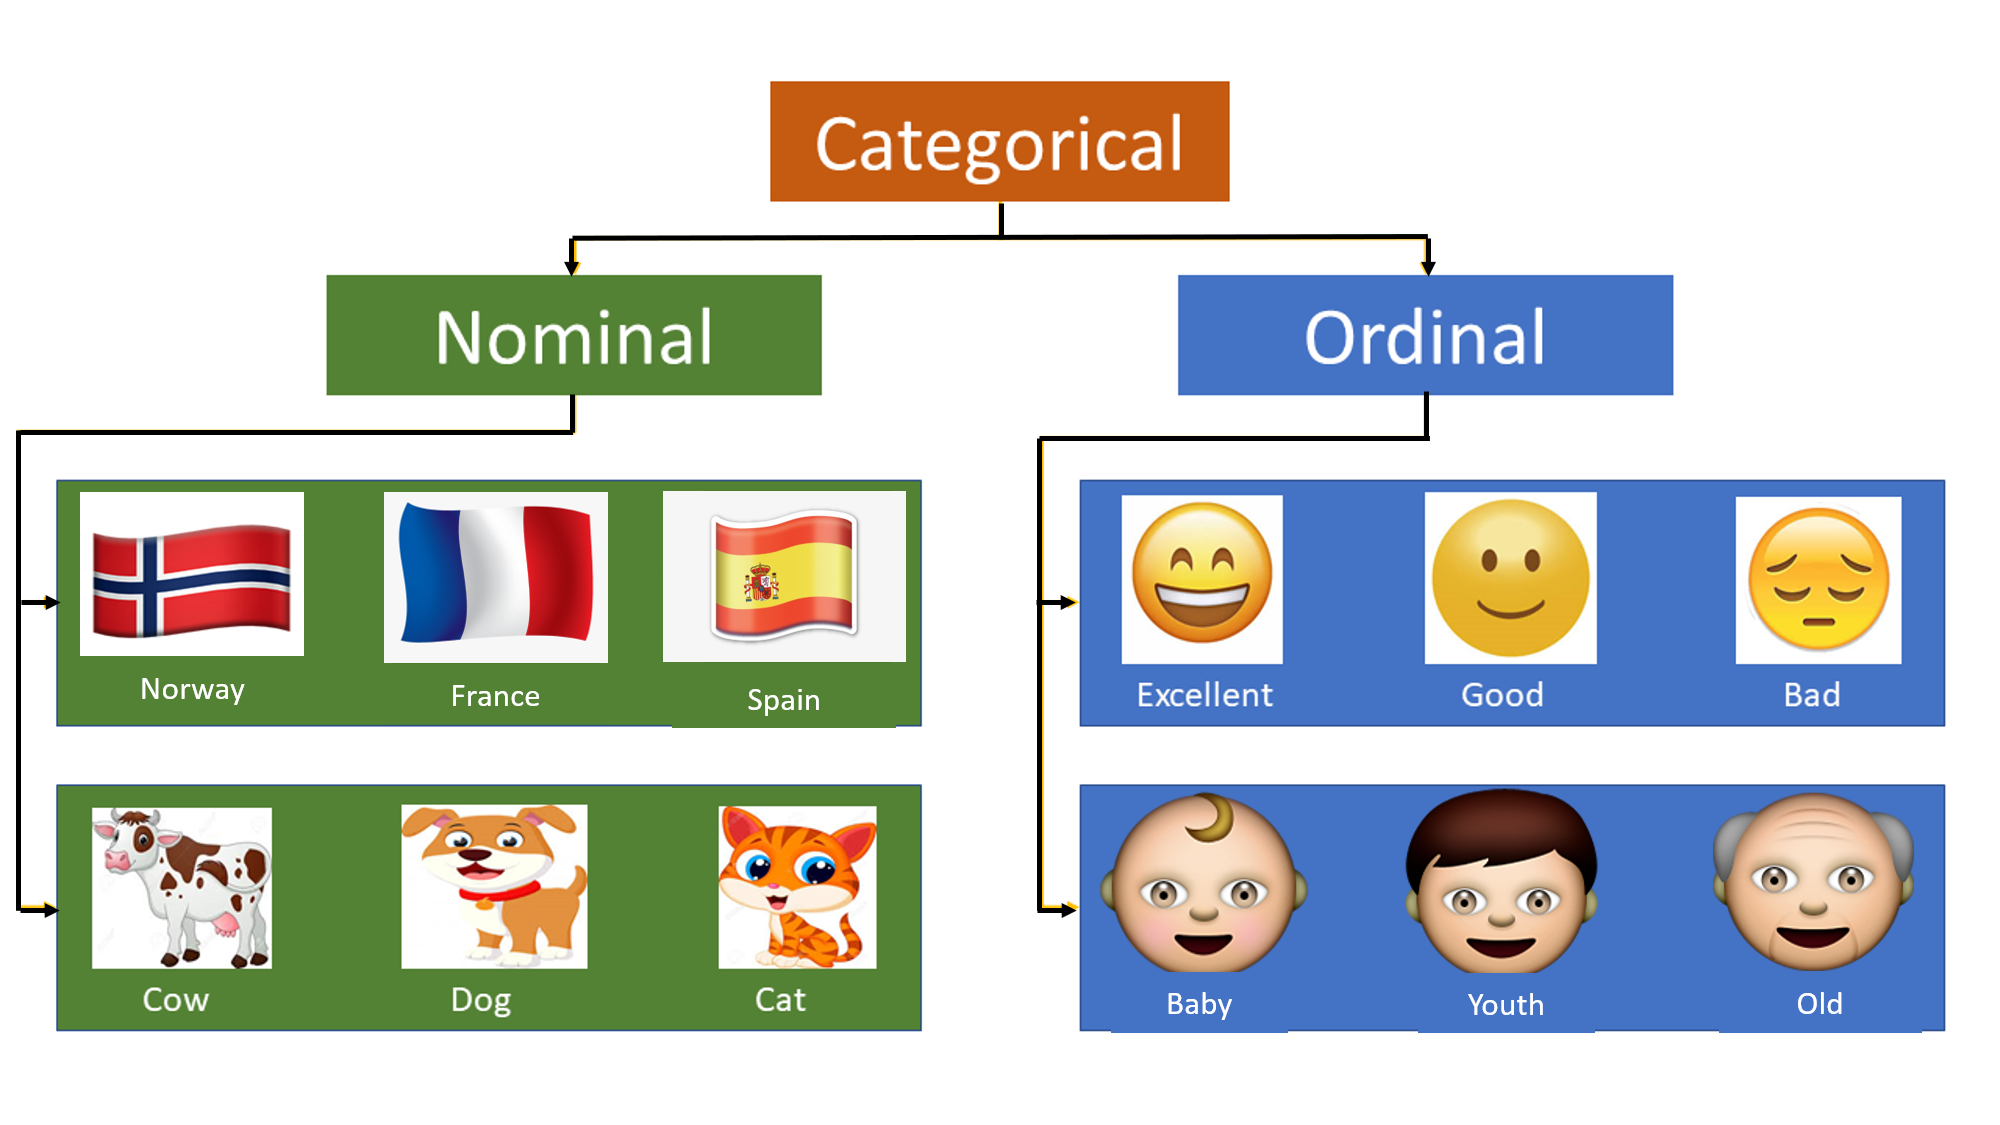 Categorical
Nominal
Ordinal
Norway
France
Spain
Excellent
Good
Bad
Cow
Dog
Cat
Baby
Youth
Old